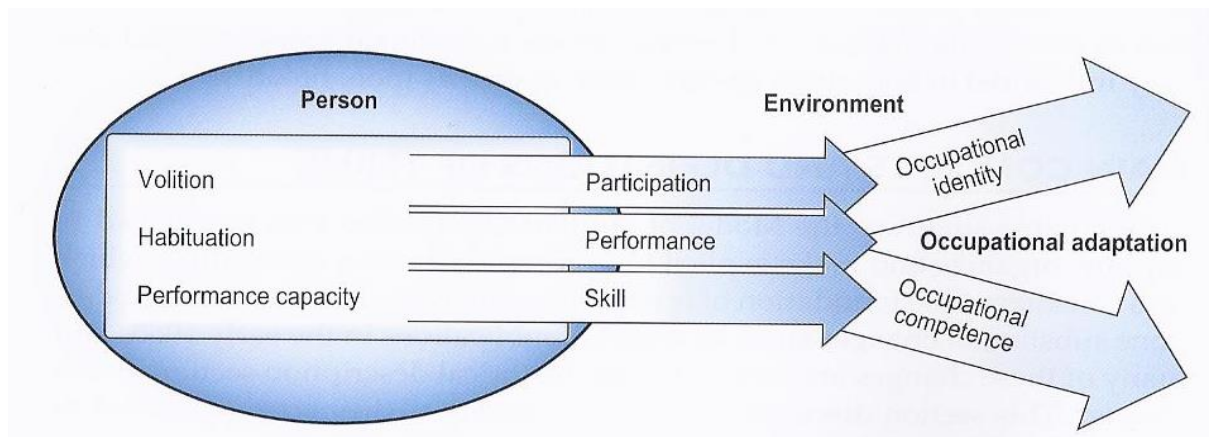 Person
Environment
Volition
Participation
Habituation
Performance
Performance capacity
Skill
Occupational
identity
Occupational adaptation
Occupational
competence